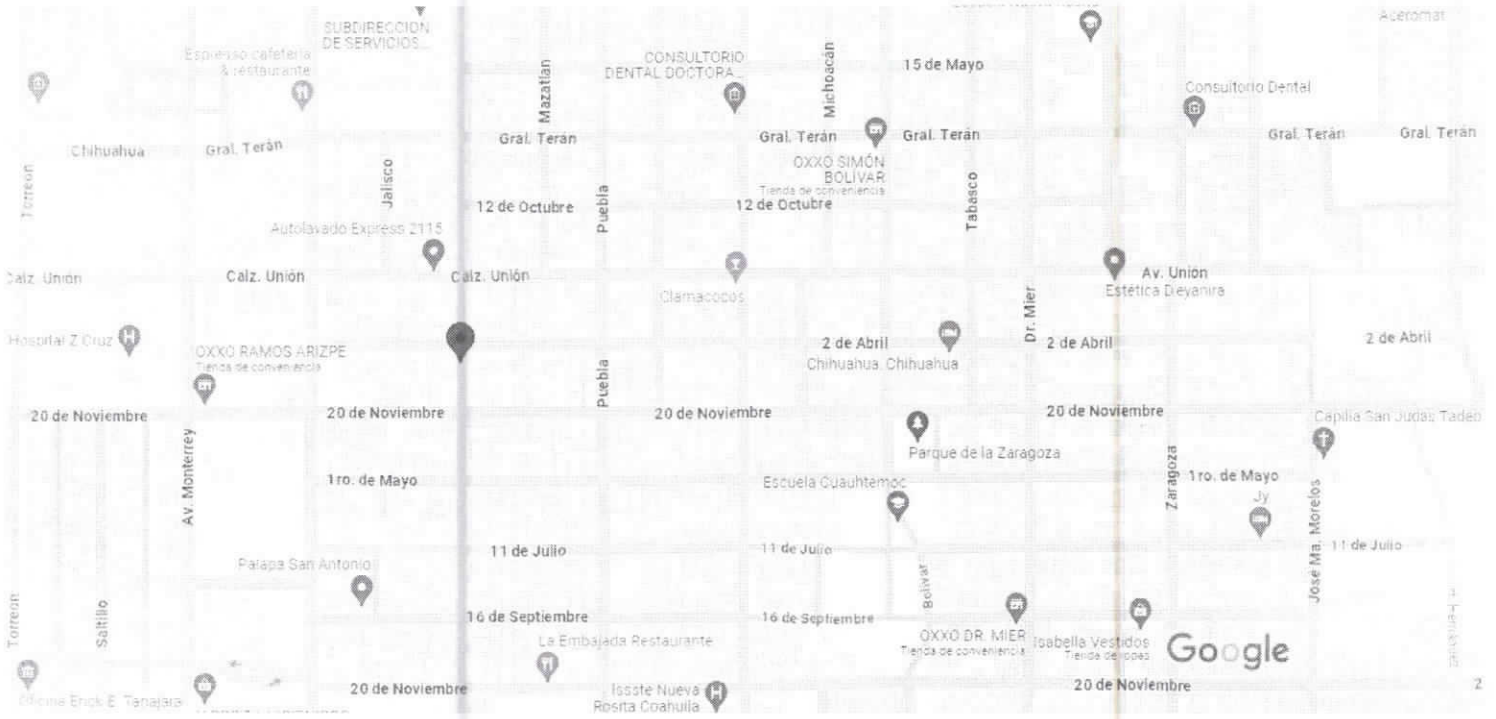 Aceromat
SUBDIRECCIÓN
DE SERVICIOS...
Espresso cafeteria
& restaurante
CONSULTORIO
DENTAL DOCTORA...
Mazatlán
Michoacán
15 de Mayo
Consultorio Dental
Chihuahua
Gral. Terán
Gral. Terán
Gral. Terán
Gral. Terán
Gral. Terán
Gral. Terán
OXXO SIMÓN
BOLÍVAR
Tienda de conveniencia
Torreón
Jalisco
Puebla
Tabasco
12 de Octubre
12 de Octubre
Autolavado Express 2115
Calz. Unión
Calz. Unión
Calz. Unión
Clamacocos
Av. Unión
Estética Deyanira
Dr. Mier
Hospital Z Cruz
OXXO RAMOS ARIZPE
Tienda de conveniencia
2 de Abril
2 de Abril
2 de Abril
Chihuahua, Chihuahua
Puebla
20 de Noviembre
20 de Noviembre
20 de Noviembre
20 de Noviembre
Capilla San Judas Tadeo
Parque de la Zaragoza
Av. Monterrey
1ro. de Mayo
Escuela Cuauhtemoc
Zaragoza
1ro. de Mayo
Jy
José Ma. Morelos
11 de Julio
11 de Julio
11 de Julio
Palapa San Antonio
Bolívar
Torreón
Saltillo
16 de Septiembre
16 de Septiembre
La Embajada Restaurante
OXXO DR. MIER
Tienda de conveniencia
Isabella Vestidos
Tienda de ropas
Google
20 de Noviembre
Issste Nueva
Rosita Coahuila
20 de Noviembre
2